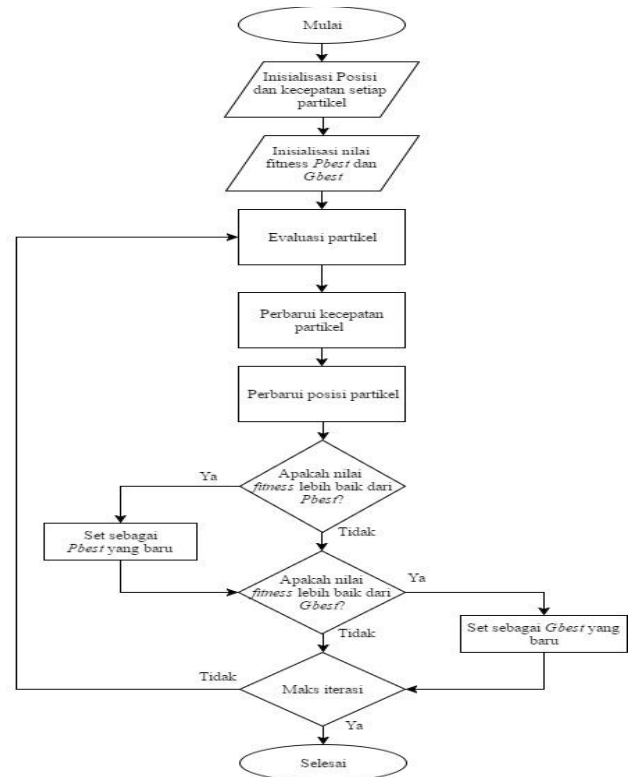 Mulai
Inisialisasi Posisi
dan kecepatan setiap
partikel
Inisialisasi nilai
fitness Pbest dan
Gbest
Evaluasi partikel
Perbarui kecepatan
partikel
Perbarui posisi partikel
Apakah nilai
fitness lebih baik dari
Pbest?
Ya
Tidak
Set sebagai
Pbest yang baru
Apakah nilai
fitness lebih baik dari
Gbest?
Ya
Tidak
Set sebagai Gbest yang
baru
Maks iterasi
Tidak
Ya
Selesai